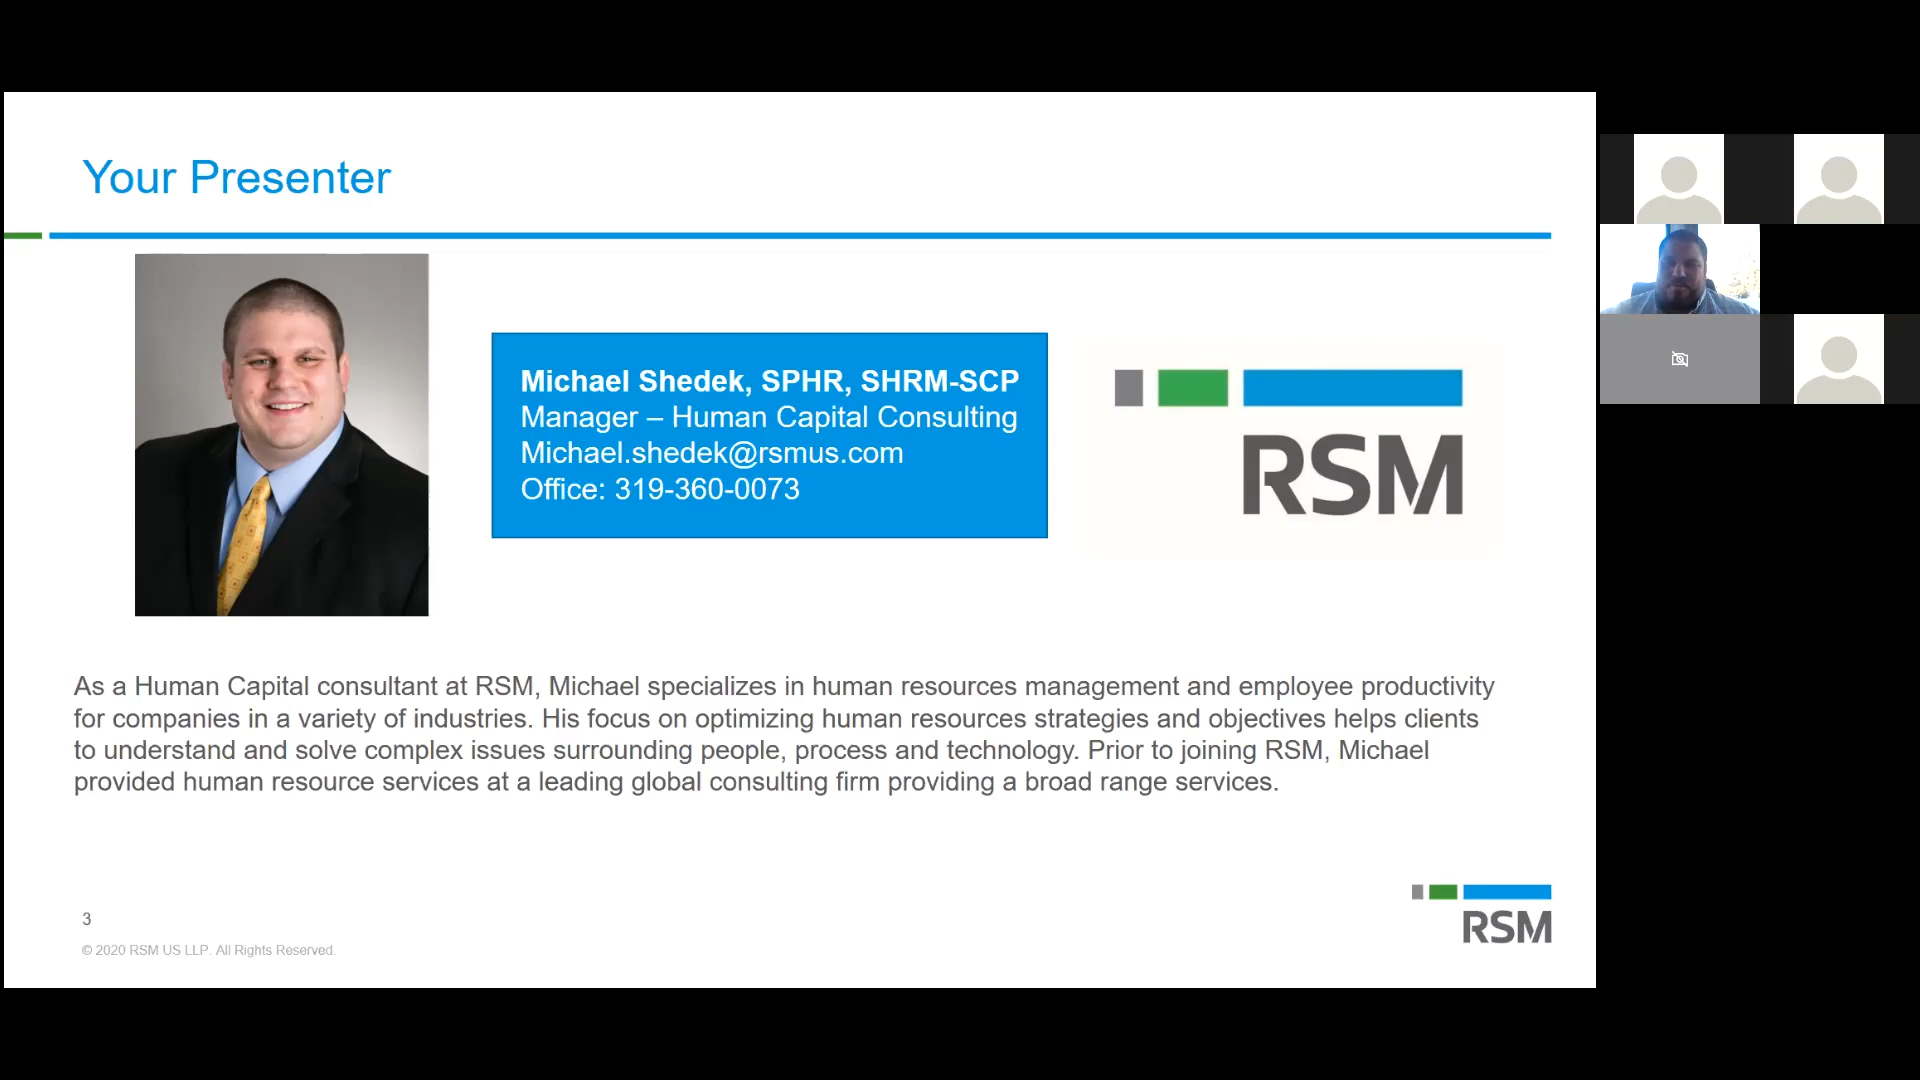 Your Presenter
Michael Shedek, SPHR, SHRM-SCP
Manager – Human Capital Consulting
Michael.shedek@rsmus.com
Office: 319-360-0073
RSM
As a Human Capital consultant at RSM, Michael specializes in human resources management and employee productivity
for companies in a variety of industries. His focus on optimizing human resources strategies and objectives helps clients
to understand and solve complex issues surrounding people, process and technology. Prior to joining RSM, Michael
provided human resource services at a leading global consulting firm providing a broad range services.
3
© 2020 RSM US LLP. All Rights Reserved.
RSM